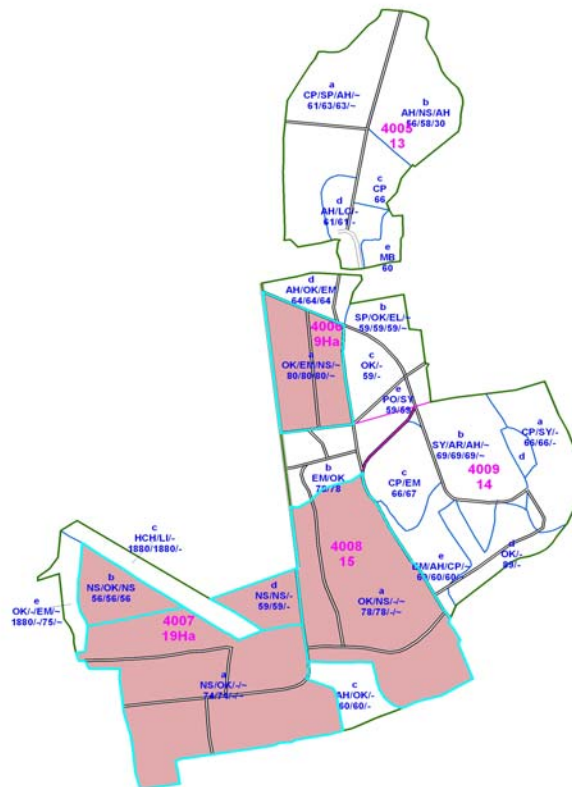 a
CP/SP/AH/~
61/63/63/~
b
AH/NS/AH
56/58/30
4005
13
c
CP
66
d
AH/LC/-
61/61/-
e
MB
60
d
AH/OK/EM
64/64/64
b
SP/OK/EL/~
59/59/59/~
4006
9Ha
a
OK/EM/NS/~
80/80/80/~
c
OK/-
59/-
e
PO/SY
59/59
a
CP/SY/-
66/66/-
b
SY/AR/AH/~
69/69/69/~
d
4009
14
b
EM/OK
78/78
c
CP/EM
66/67
4008
15
c
HCH/LI/-
1880/1880/-
e
EM/AH/CP/~
60/60/~
d
OK/-
89/-
e
OK/-/EM/~
1880/-/75/~
b
NS/OK/NS
56/56/56
d
NS/NS/-
59/59/-
a
OK/NS/-/~
78/78/-/~
4007
19Ha
a
NS/OK/-/~
74/74/-/~
c
AH/OK/-
60/60/-